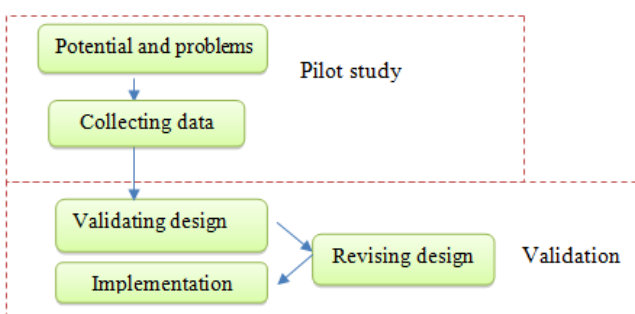 Potential and problems
Pilot study
Collecting data
Validating design
Revising design
Validation
Implementation